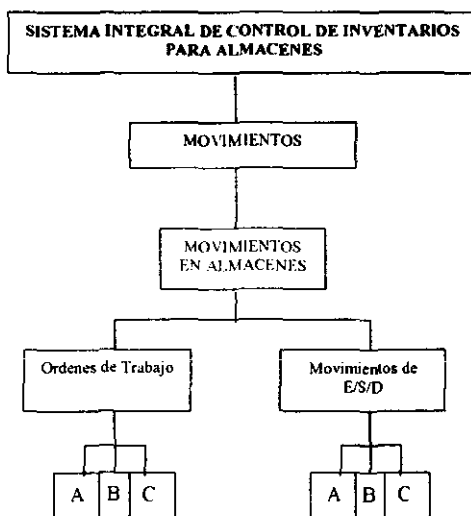 SISTEMA INTEGRAL DE CONTROL DE INVENTARIOS
PARA ALMACENES
MOVIMIENTOS
MOVIMIENTOS
EN ALMACENES
Ordenes de Trabajo
Movimientos de
E/S/D
A B C
A B C